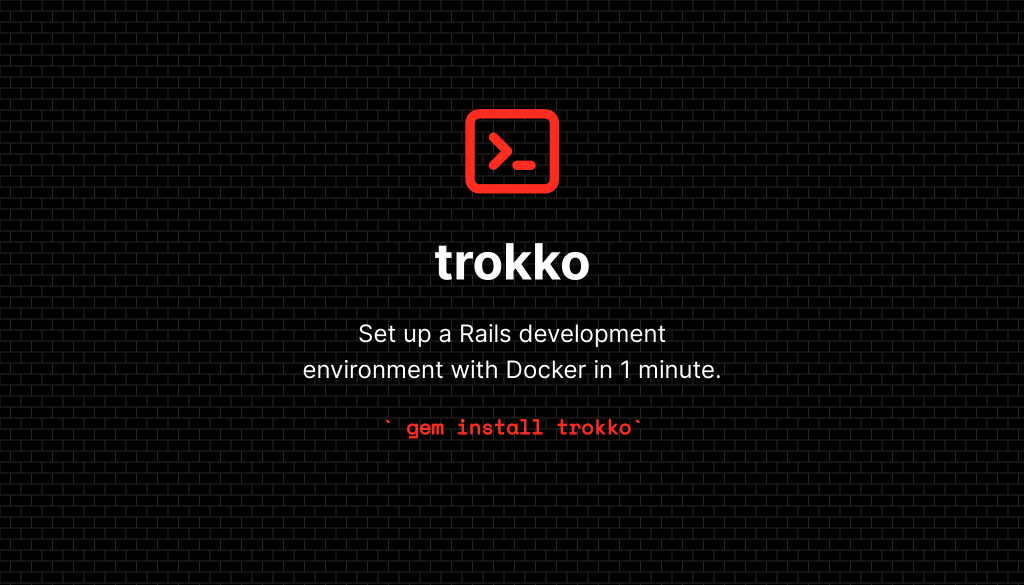 trokko
Set up a Rails development
environment with Docker in 1 minute.
` gem install trokko`